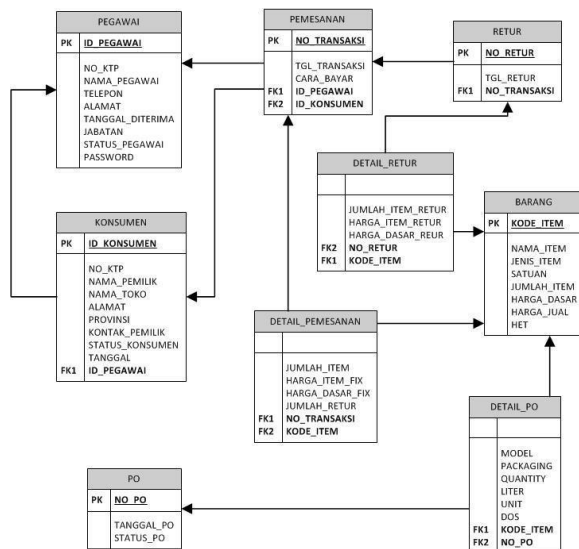 PEGAWAI
PK ID_PEGAWAI
NO_KTP
NAMA_PEGAWAI
TELEPON
ALAMAT
TANGGAL_DITERIMA
JABATAN
STATUS_PEGAWAI
PASSWORD
PEMESANAN
PK NO_TRANSAKSI
TGL_TRANSAKSI
CARA_BAYAR
FK1 ID_PEGAWAI
FK2 ID_KONSUMEN
RETUR
PK NO_RETUR
TGL_RETUR
FK1 NO_TRANSAKSI
DETAIL_RETUR
JUMLAH_ITEM_RETUR
HARGA_ITEM_RETUR
HARGA_DASAR_REUR
FK2 NO_RETUR
FK1 KODE_ITEM
BARANG
PK KODE_ITEM
NAMA_ITEM
JENIS_ITEM
SATUAN
JUMLAH_ITEM
HARGA_DASAR
HARGA_JUAL
HET
KONSUMEN
PK ID_KONSUMEN
NO_KTP
NAMA_PEMILIK
NAMA_TOKO
ALAMAT
PROVINSI
KONTAK_PEMILIK
STATUS_KONSUMEN
TANGGAL
FK1 ID_PEGAWAI
DETAIL_PEMESANAN
JUMLAH_ITEM
HARGA_ITEM_FIX
HARGA_DASAR_FIX
JUMLAH_RETUR
FK1 NO_TRANSAKSI
FK2 KODE_ITEM
DETAIL_PO
MODEL
PACKAGING
QUANTITY
LITER
UNIT
DOS
FK1 KODE_ITEM
FK2 NO_PO
PO
PK NO_PO
TANGGAL_PO
STATUS_PO